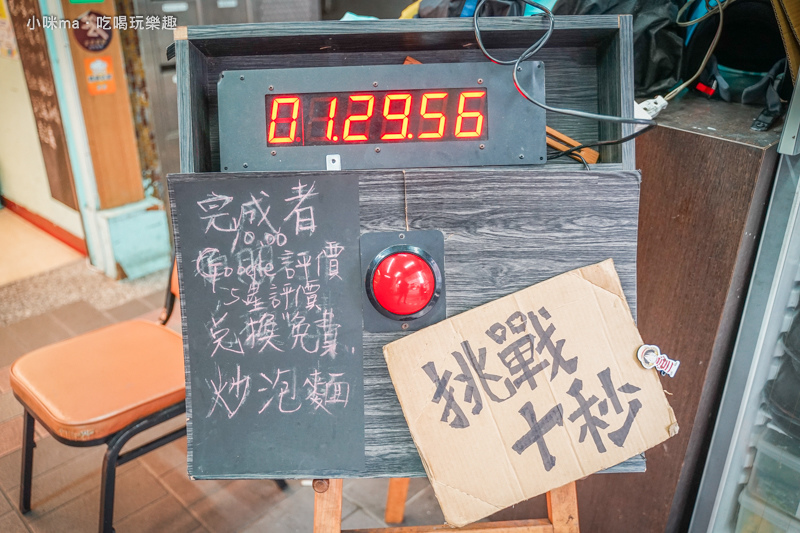 小咪ma・吃喝玩樂趣
01.29.56
完成者
10.00
Google評價
5星評價
兌換免費
炒泡麵
挑戰
十秒